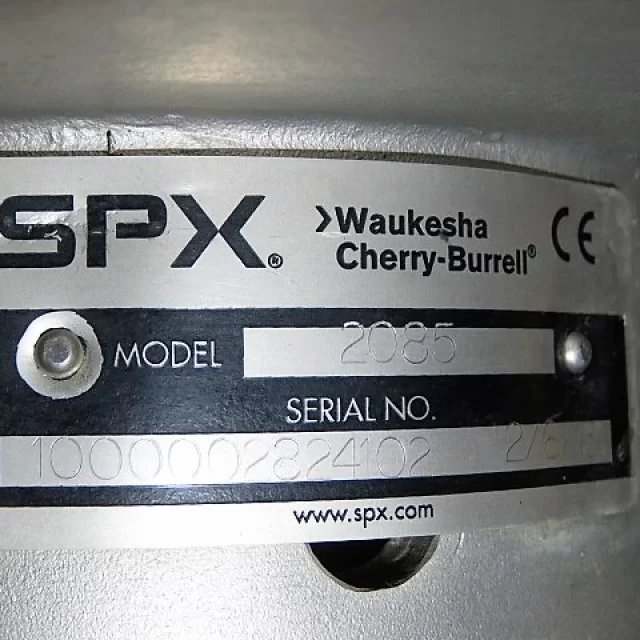 SPX®
›Waukesha
Cherry-Burrell®
CE
MODEL 2085
SERIAL NO.
1000002824102
www.spx.com